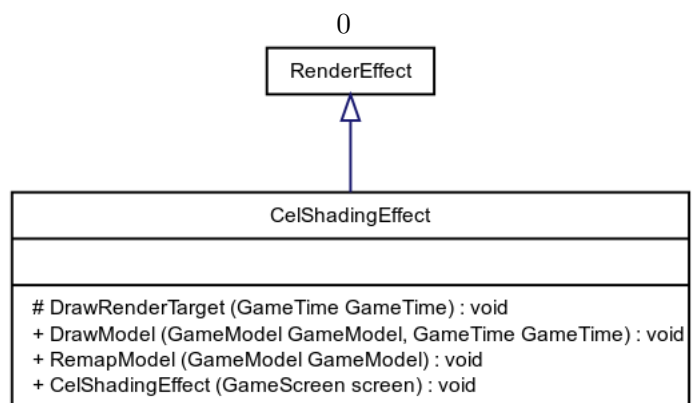 0
RenderEffect
CelShadingEffect
# DrawRenderTarget (GameTime GameTime) : void
+ DrawModel (GameModel GameModel, GameTime GameTime) : void
+ RemapModel (GameModel GameModel) : void
+ CelShadingEffect (GameScreen screen) : void